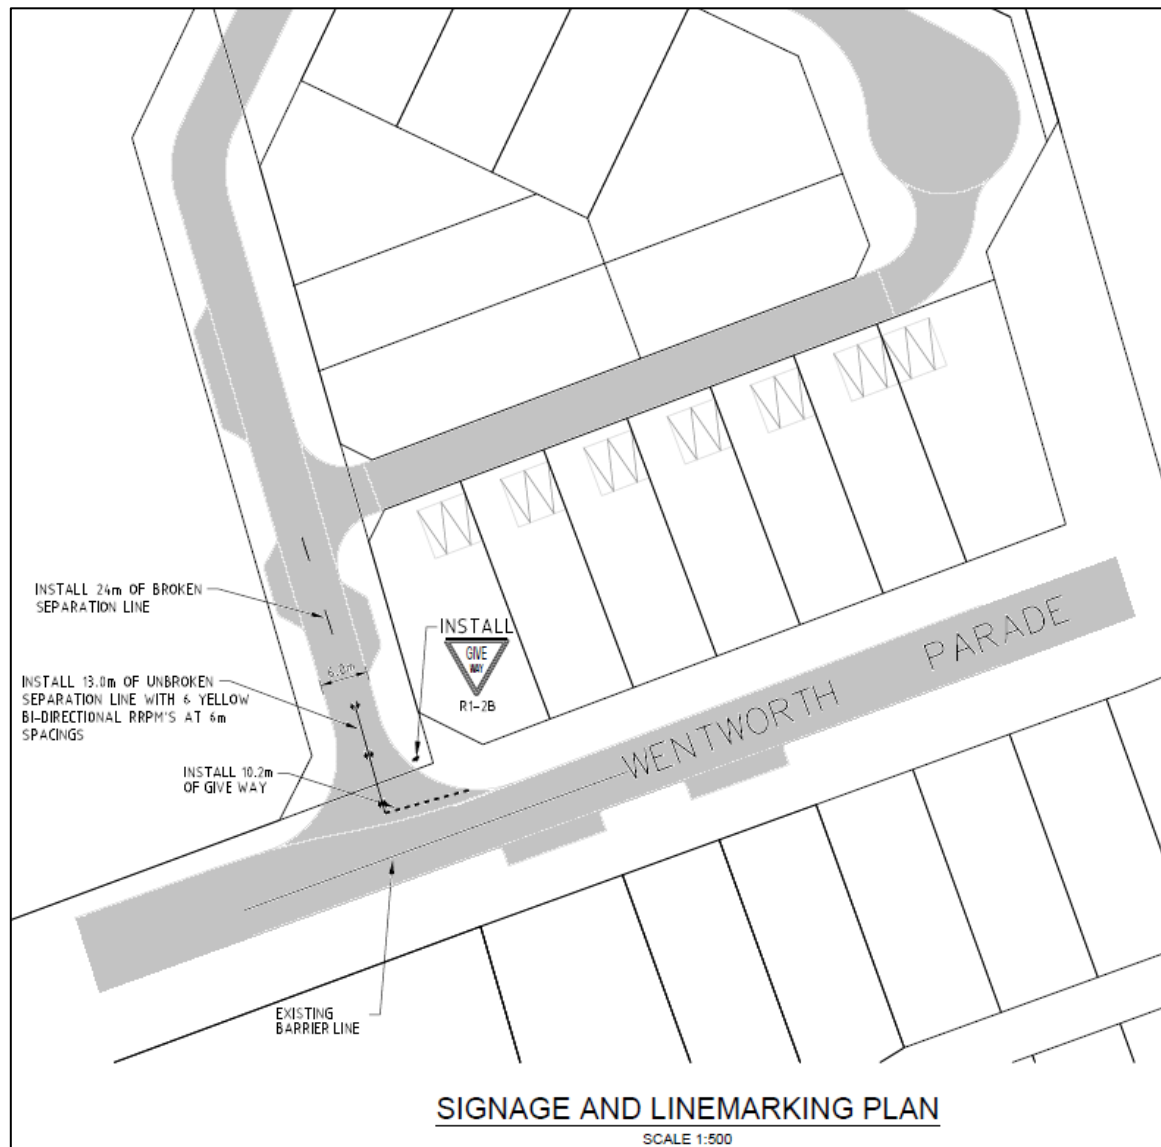 INSTALL 24m OF BROKEN
SEPARATION LINE
INSTALL
GIVE
WAY
R1-2B
6.0m
INSTALL 13.0m OF UNBROKEN
SEPARATION LINE WITH 6 YELLOW
BI-DIRECTIONAL RRPM'S AT 6m
SPACINGS
INSTALL 10.2m
OF GIVE WAY
WENTWORTH PARADE
EXISTING
BARRIER LINE
SIGNAGE AND LINEMARKING PLAN
SCALE 1:500